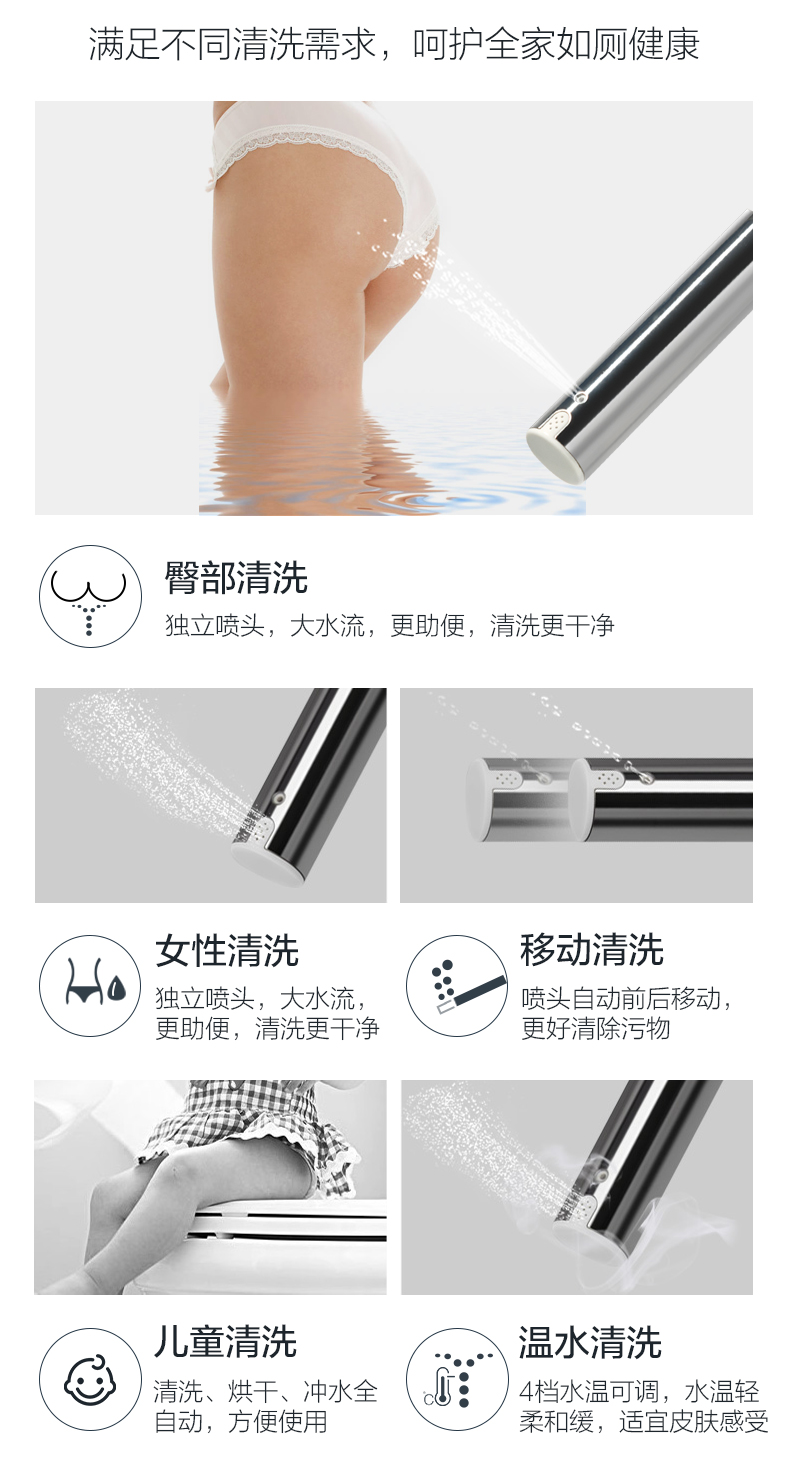 满足不同清洗需求，呵护全家如厕健康
臀部清洗
独立喷头，大水流，更助便，清洗更干净
女性清洗
独立喷头，大水流，
更助便，清洗更干净
移动清洗
喷头自动前后移动，
更好清除污物
儿童清洗
清洗、烘干、冲水全
自动，方便使用
温水清洗
℃
4档水温可调，水温轻
柔和缓，适宜皮肤感受